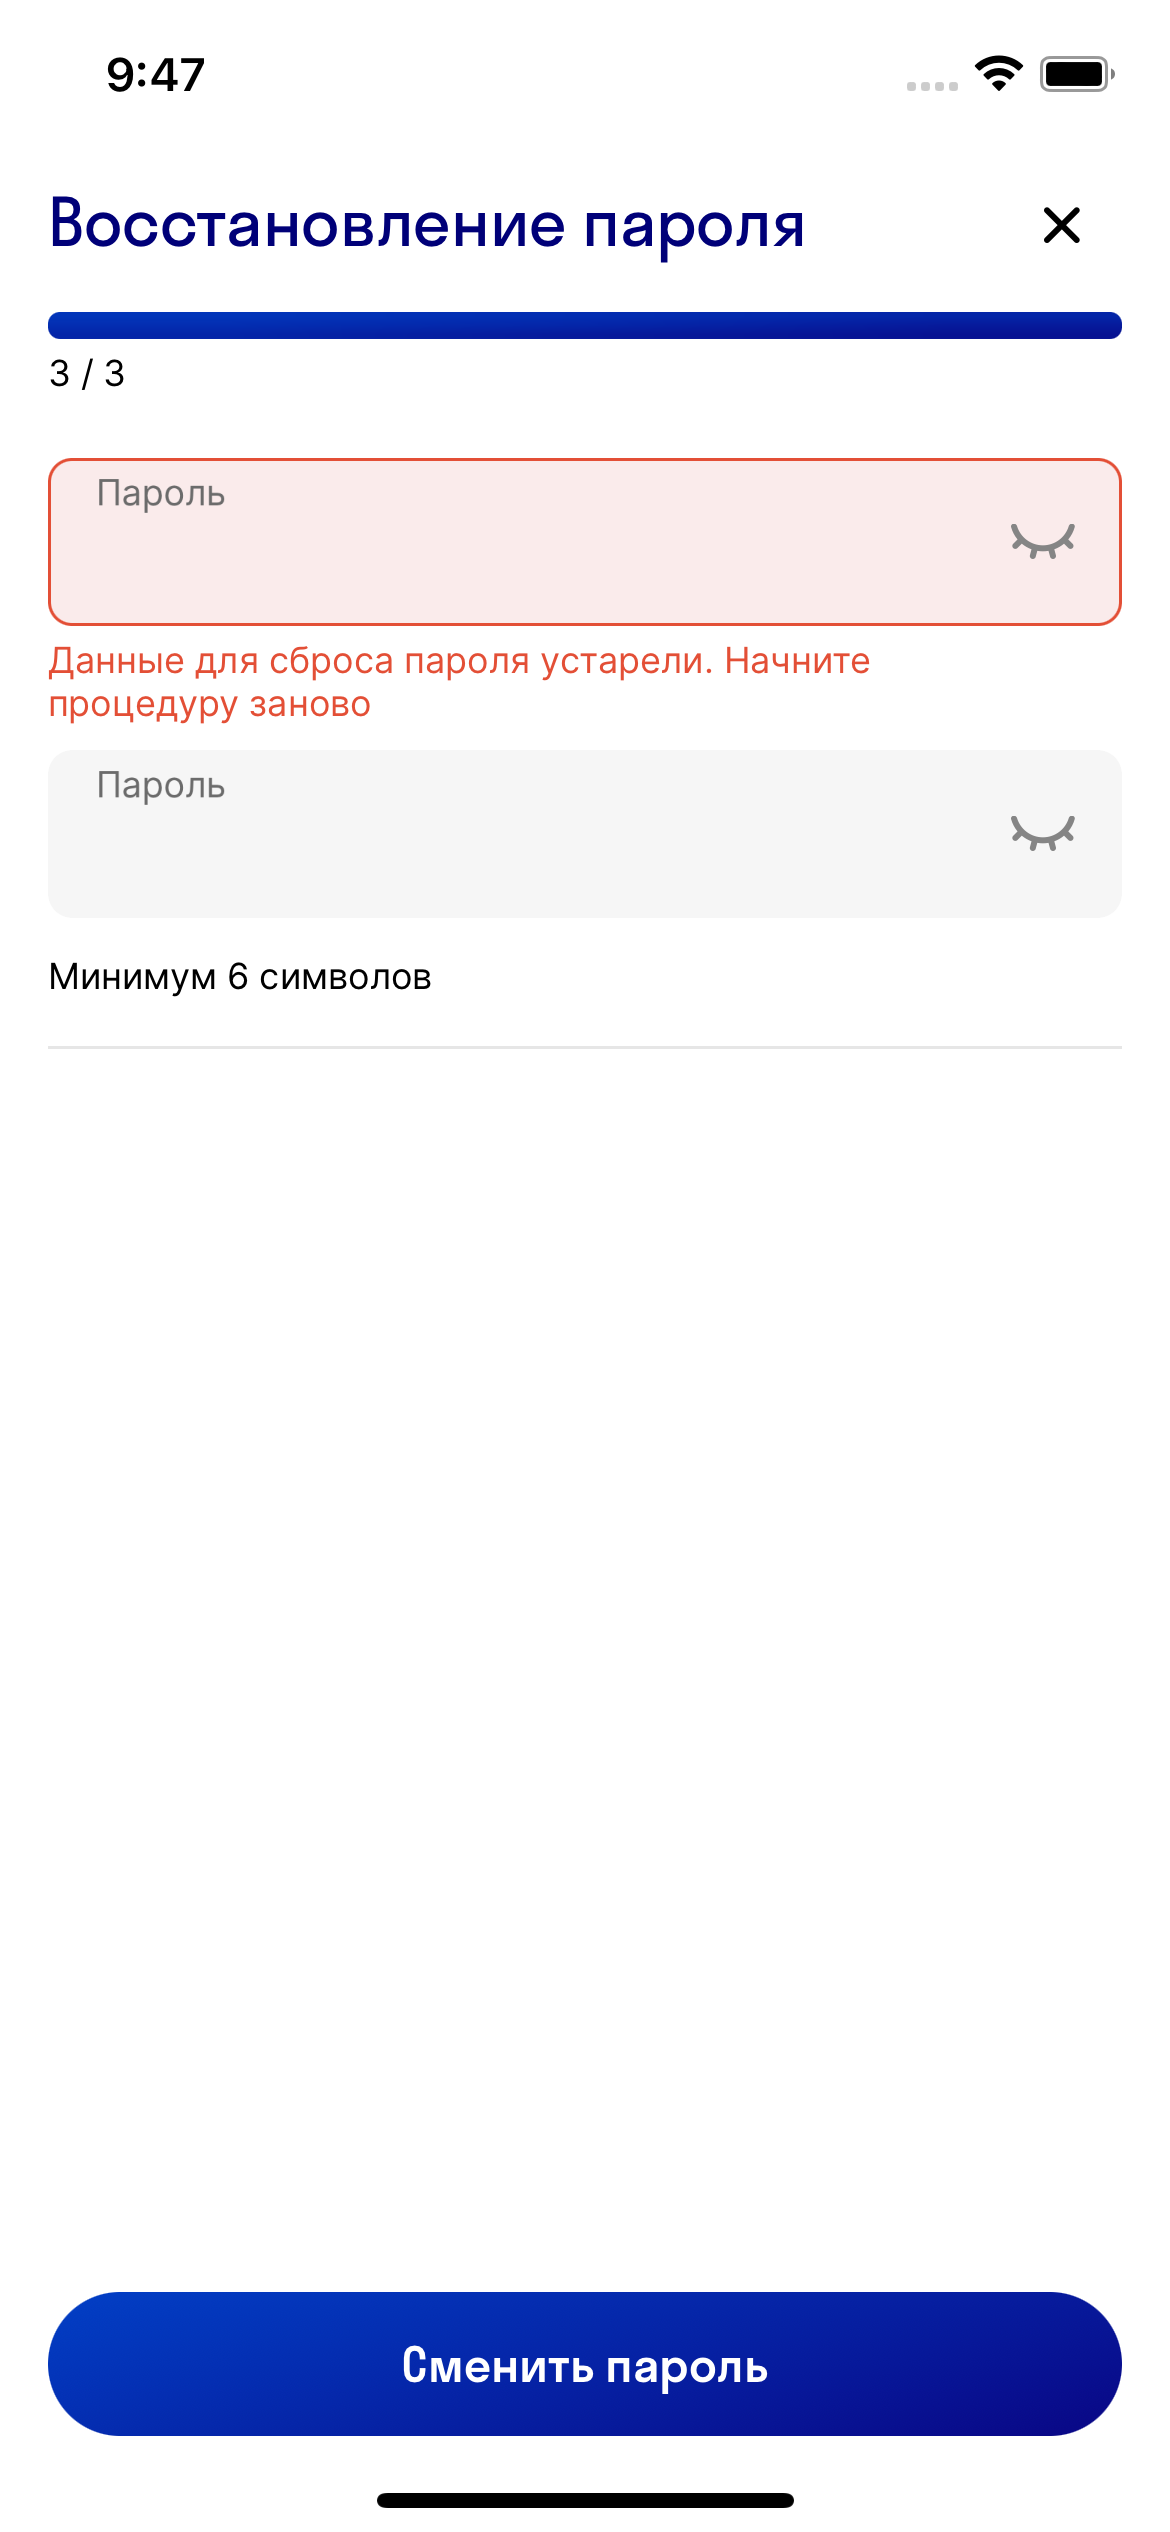 9:47
Восстановление пароля
3 / 3
Пароль
Данные для сброса пароля устарели. Начните
процедуру заново
Пароль
Минимум 6 символов
Сменить пароль